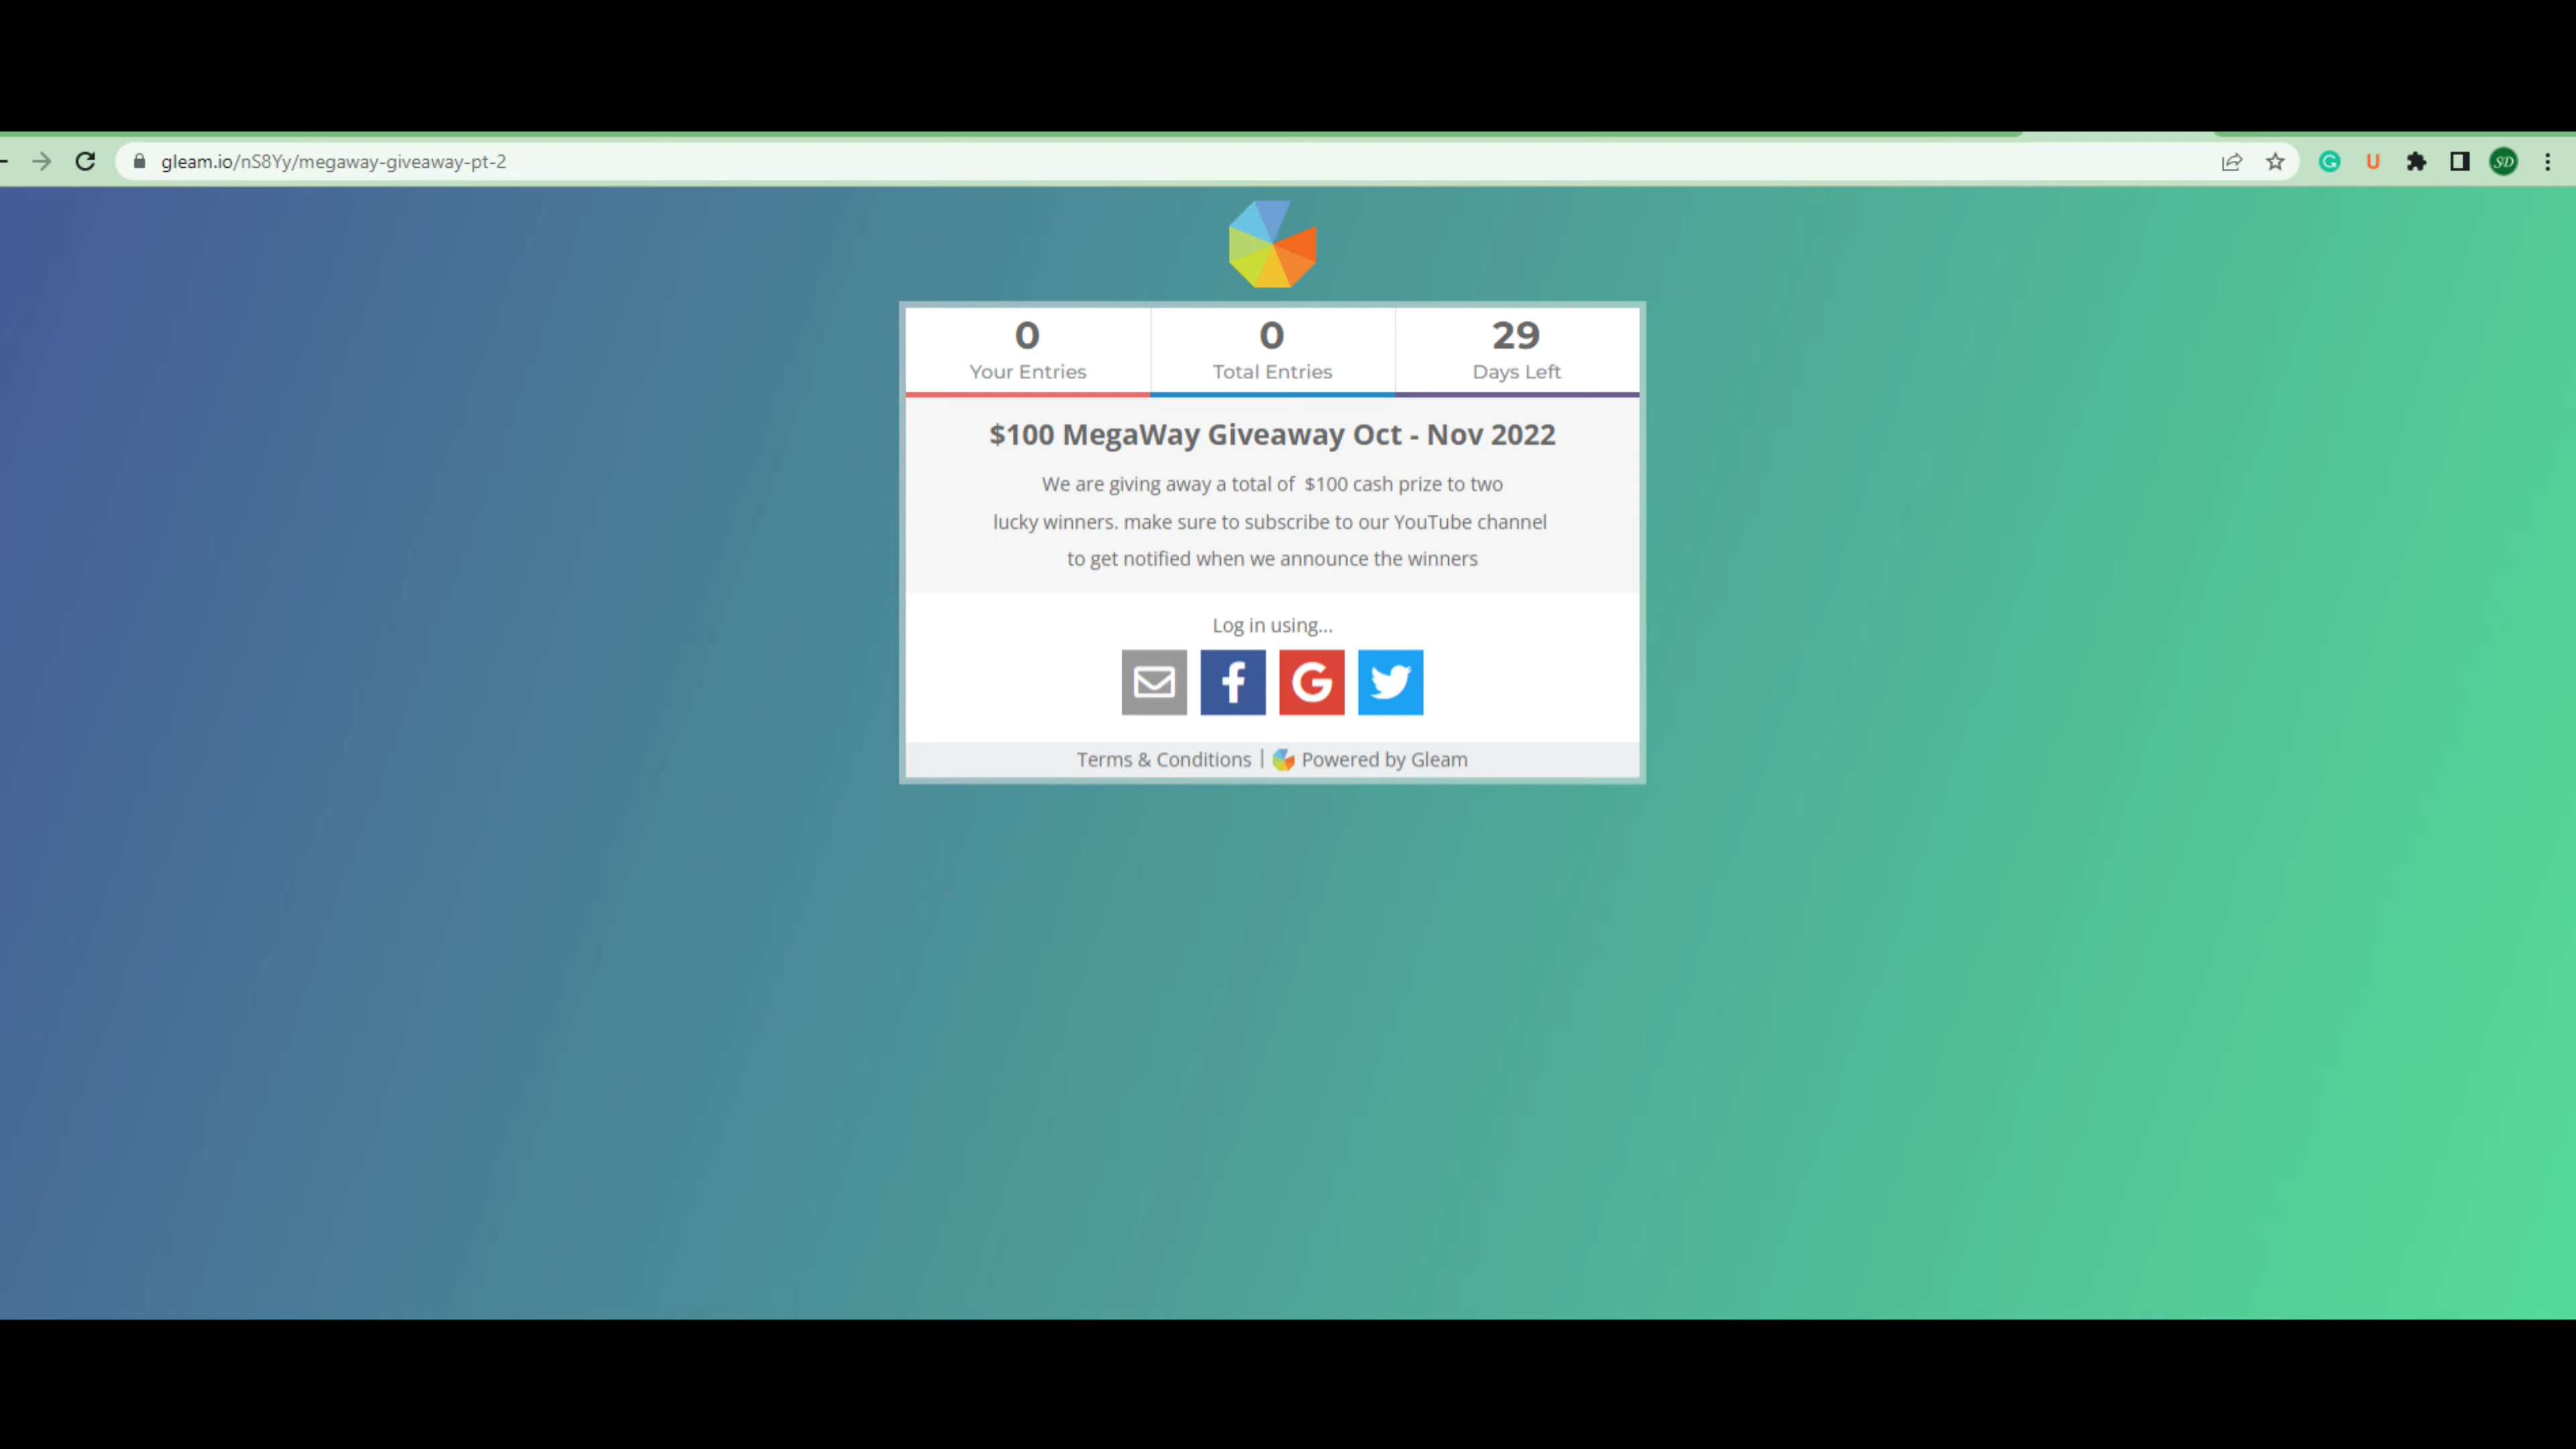 gleam.io/nS8Yy/megaway-giveaway-pt-2
U
SD
0 0 29
Your Entries Total Entries Days Left
$100 MegaWay Giveaway Oct - Nov 2022
We are giving away a total of $100 cash prize to two
lucky winners. make sure to subscribe to our YouTube channel
to get notified when we announce the winners
Log in using...
Terms & Conditions | Powered by Gleam